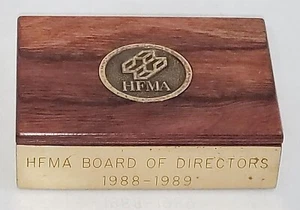 HFMA
HFMA BOARD OF DIRECTORS
1988-1989